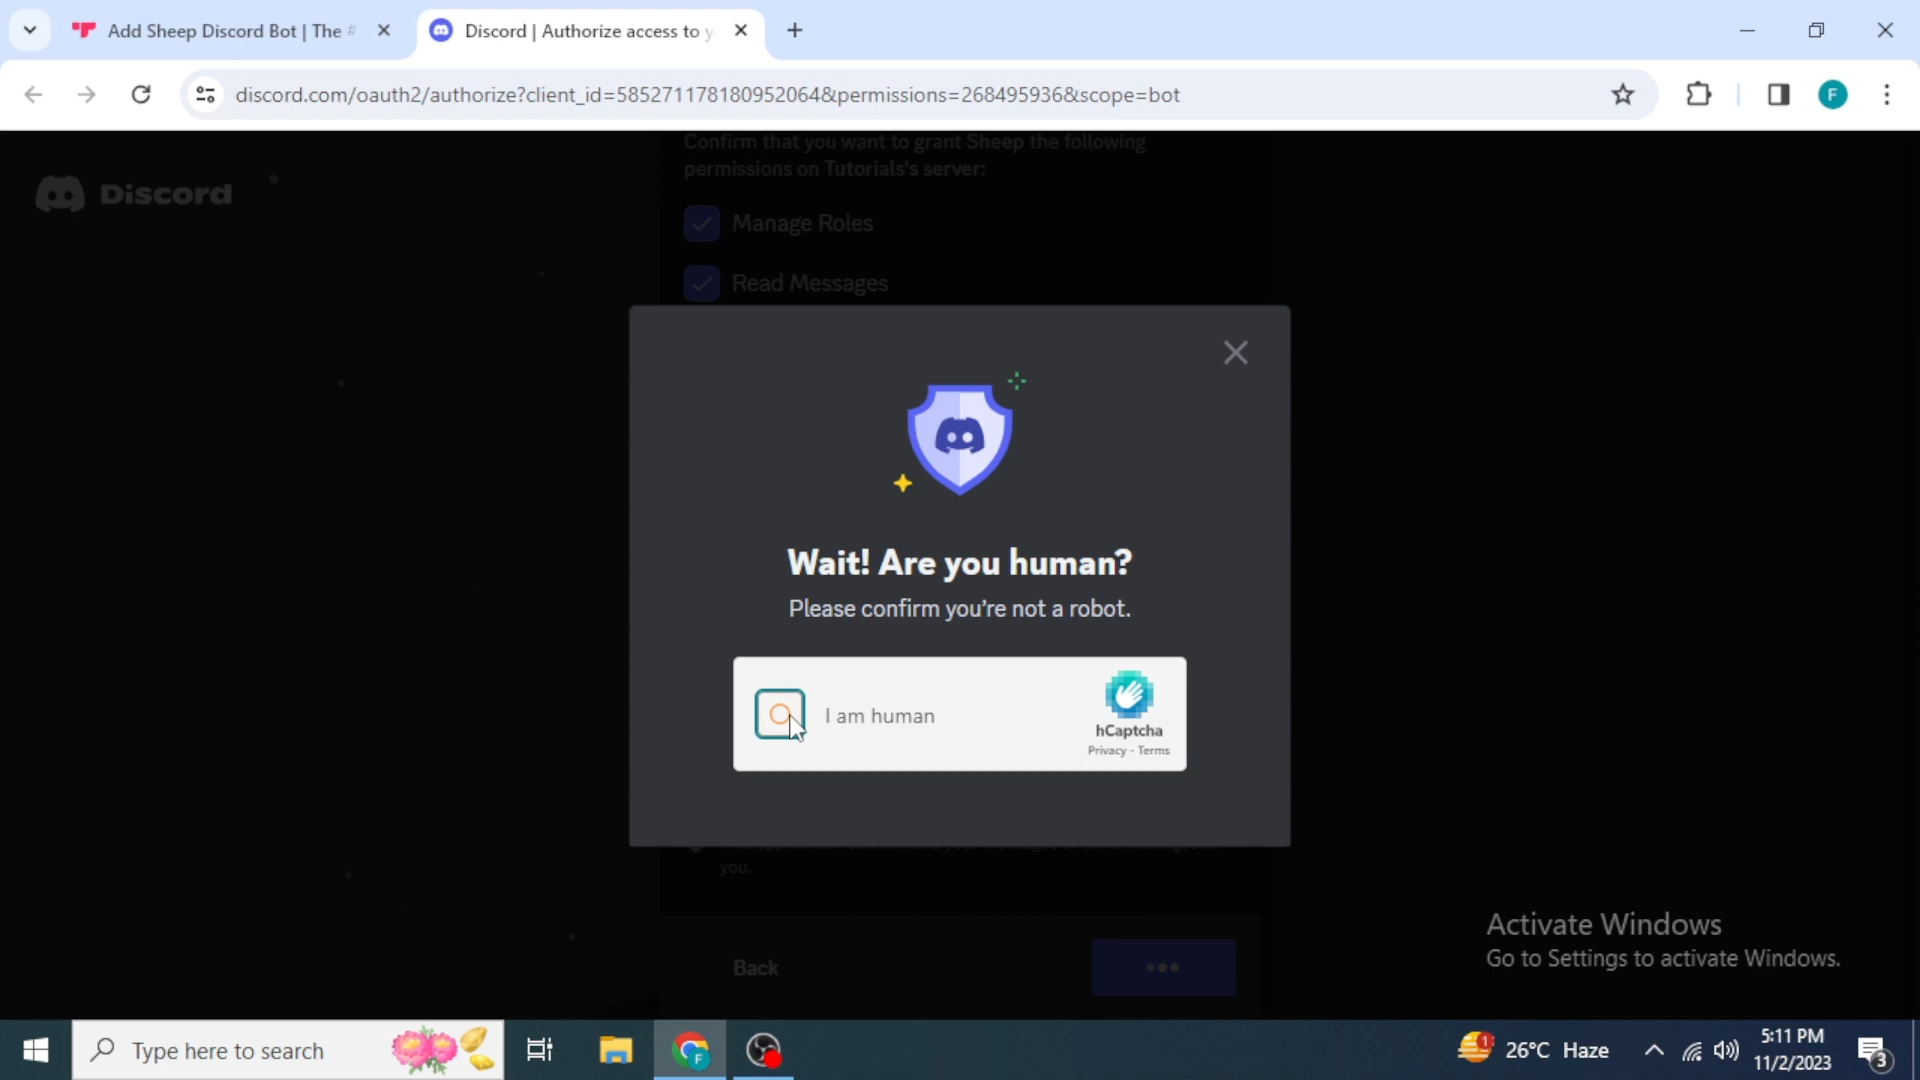 Add Sheep Discord Bot | The #
Discord | Authorize access to y
discord.com/oauth2/authorize?client_id=585271178180952064&permissions=268495936&scope=bot
F
Confirm that you want to grant Sheep the following
permissions on Tutorials's server:
Discord
Manage Roles
Read Messages
Wait! Are you human?
Please confirm you're not a robot.
I am human
hCaptcha
Privacy - Terms
you.
Back
Activate Windows
Go to Settings to activate Windows.
Type here to search
F
1
26°C Haze
5:11 PM
11/2/2023
3